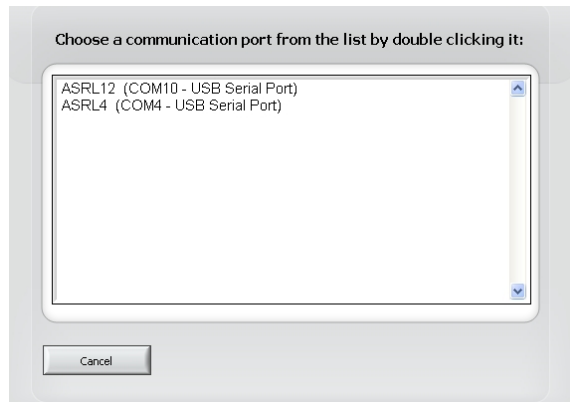 Choose a communication port from the list by double clicking it:
ASRL12  (COM10 - USB Serial Port)
ASRL4  (COM4 - USB Serial Port)
Cancel